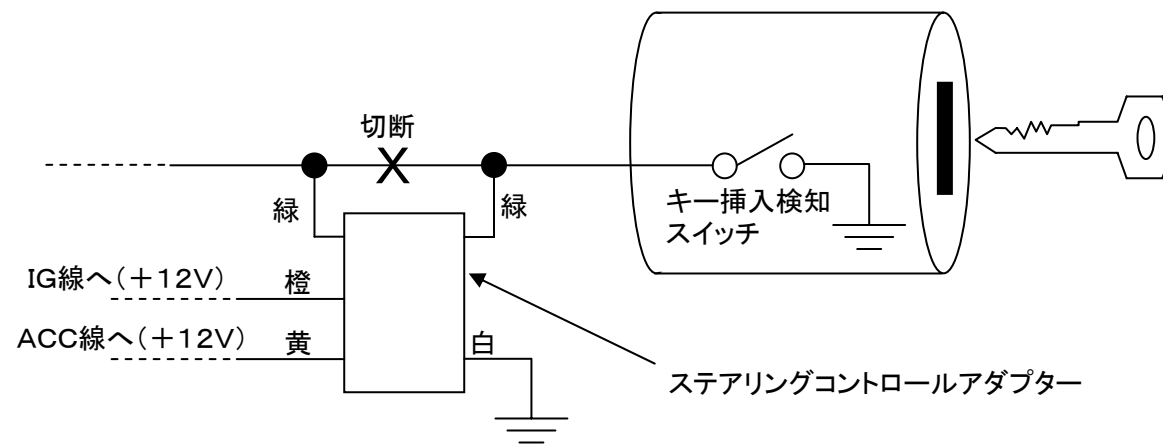 切断
緑
緑
キー挿入検知
スイッチ
IG線へ(+12V)
橙
ACC線へ(+12V)
黄
白
ステアリングコントロールアダプター